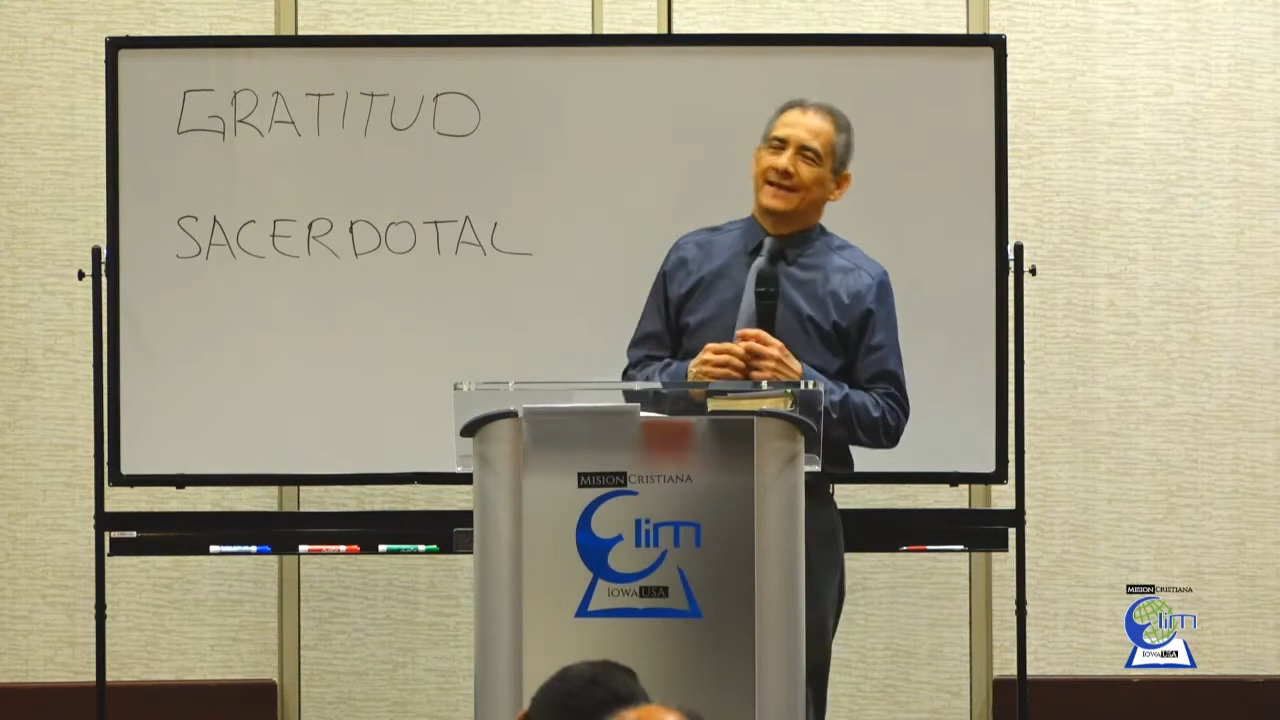 GRATITUD
SACERDOTAL
MISION CRISTIANA
Elim
IOWA USA
MISION CRISTIANA
Elim
IOWA USA